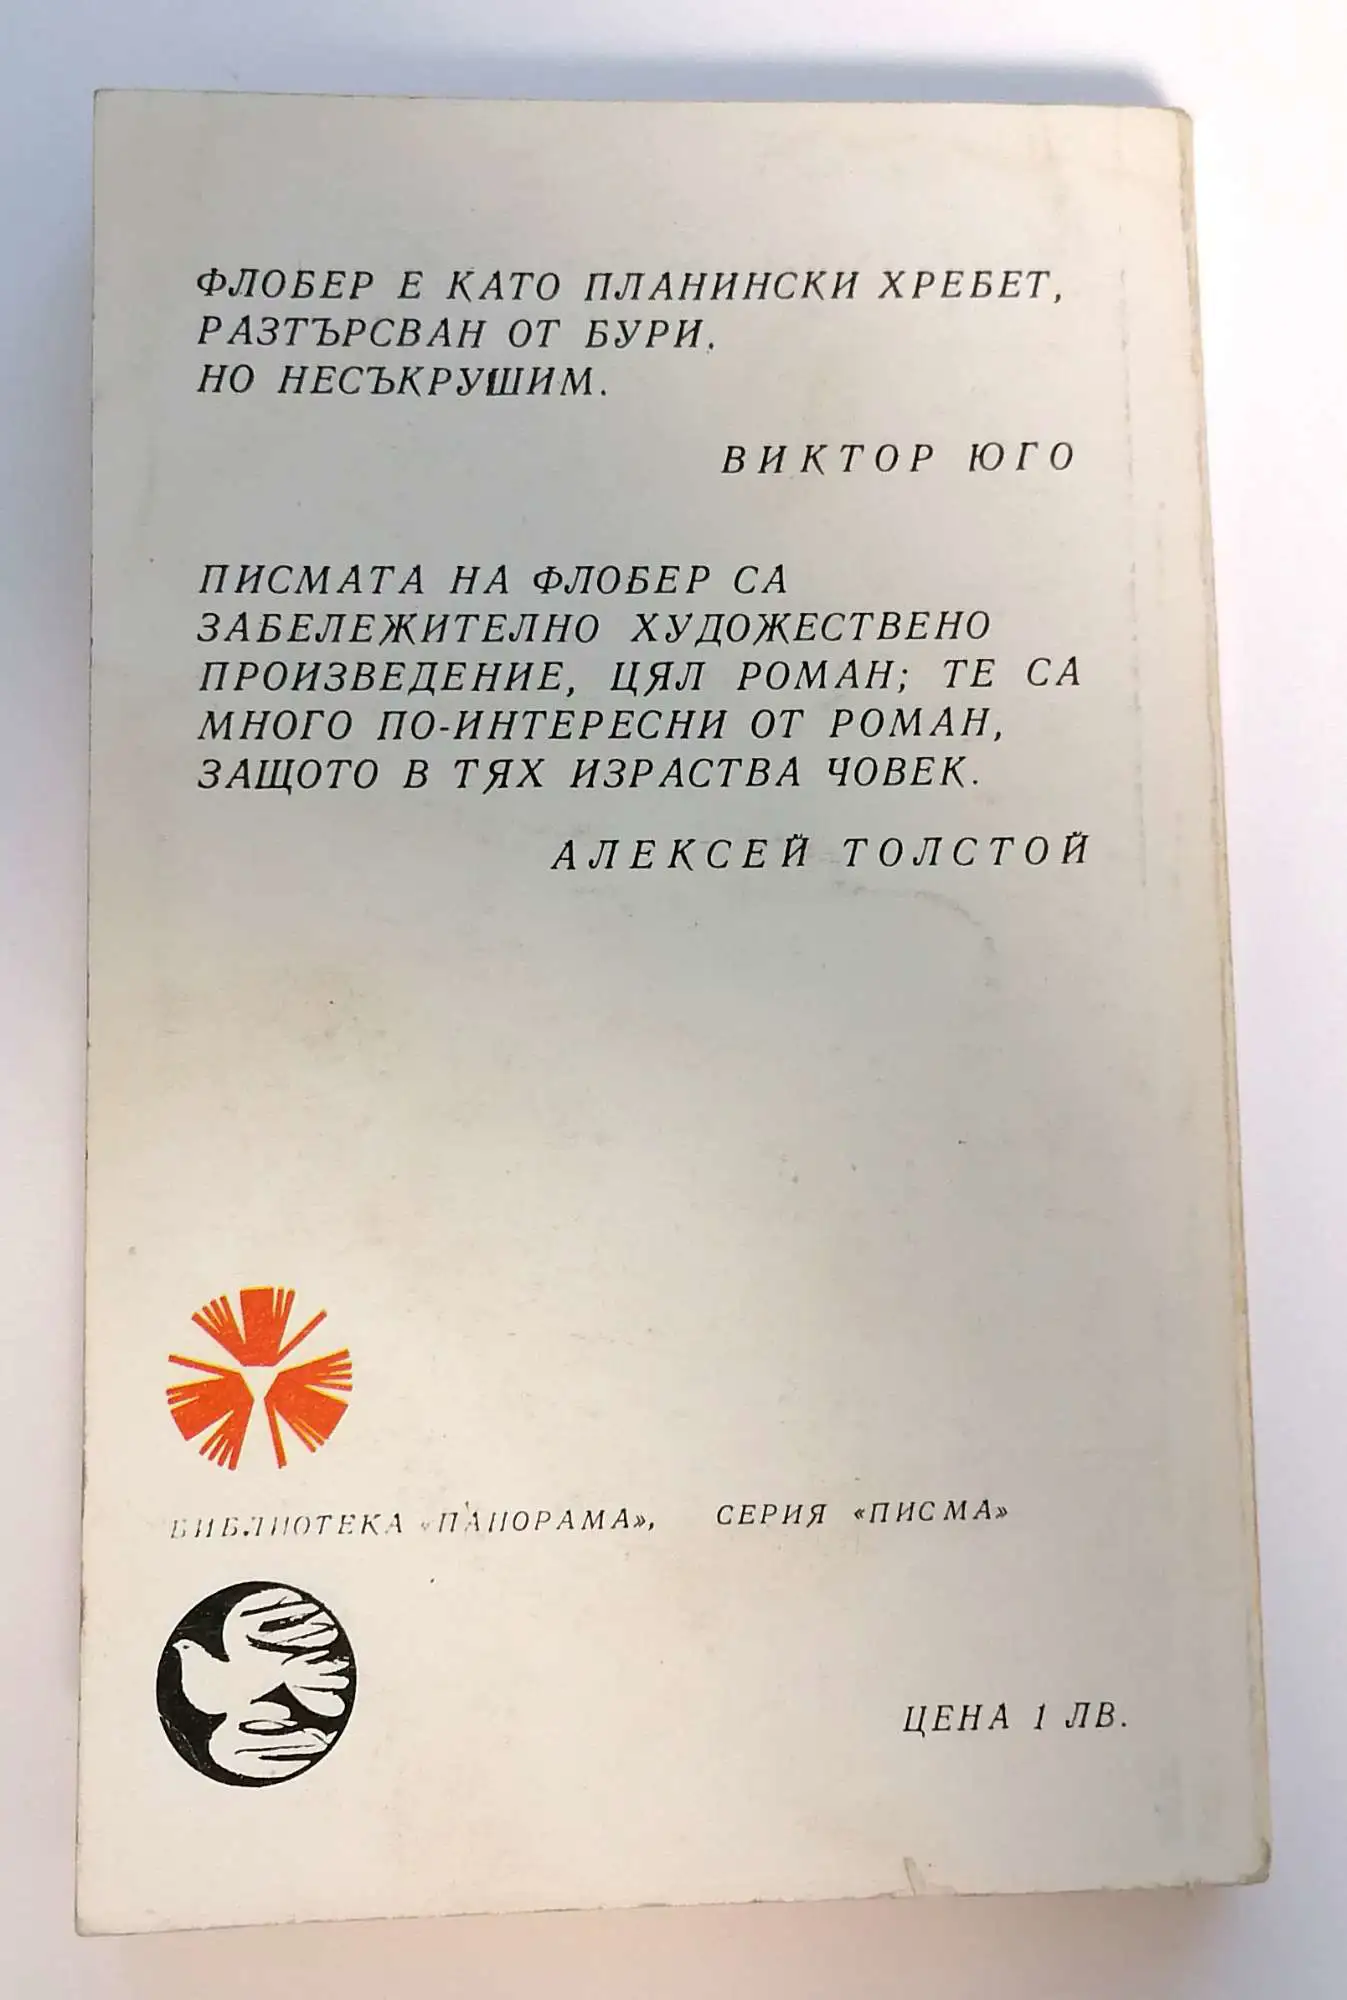 ФЛОБЕР Е КАТО ПЛАНИНСКИ ХРЕБЕТ,
РАЗТЪРСВАН ОТ БУРИ,
НО НЕСЪКРУШИМ.
ВИКТОР ЮГО
ПИСМАТА НА ФЛОБЕР СА
ЗАБЕЛЕЖИТЕЛНО ХУДОЖЕСТВЕНО
ПРОИЗВЕДЕНИЕ, ЦЯЛ РОМАН; ТЕ СА
МНОГО ПО-ИНТЕРЕСНИ ОТ РОМАН,
ЗАЩОТО В ТЯХ ИЗРАСТВА ЧОВЕК.
АЛЕКСЕЙ ТОЛСТОЙ
БИБЛИОТЕКА «ПАНОРАМА», СЕРИЯ «ПИСМА»
ЦЕНА 1 ЛВ.